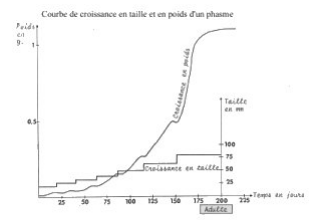 Courbe de croissance en taille et en poids d'un phasme
Poids
en
g.
1
0.5
Croissance en poids
Taille
en mm
100
75
50
25
Croissance en taille
25 50 75 100 125 150 175 200 225
Temps en jours
Adulte